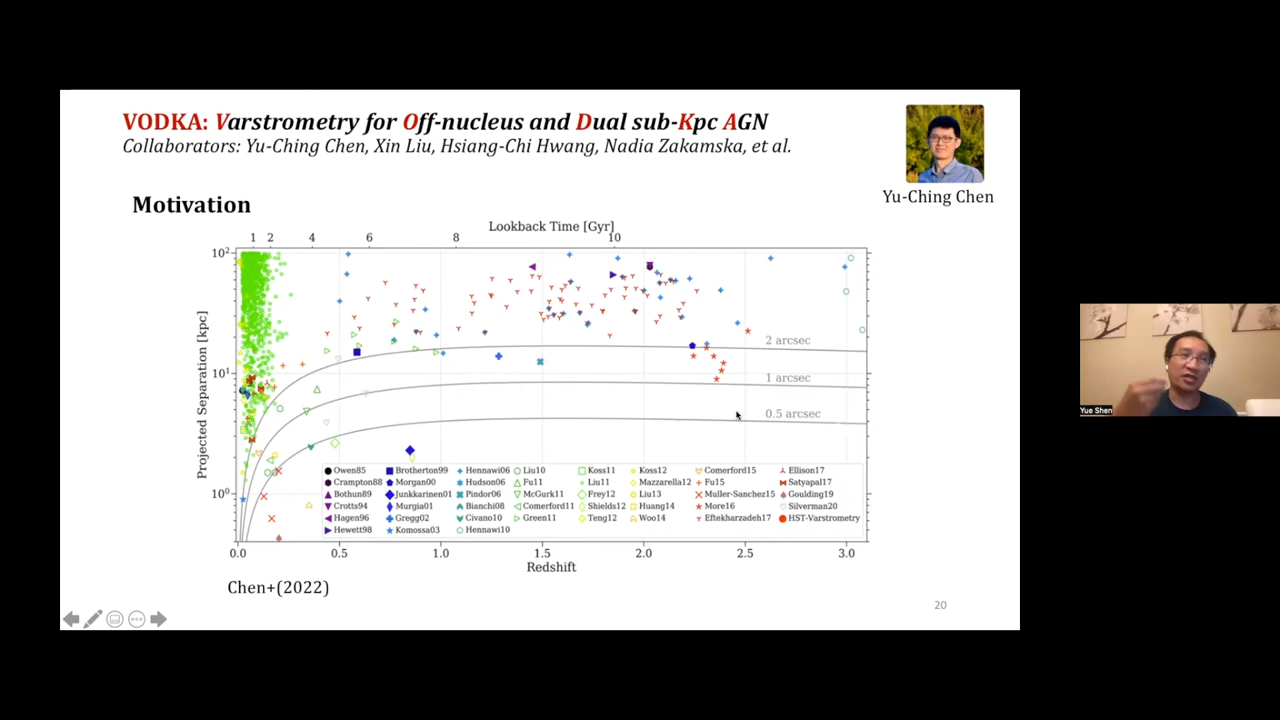 VODKA: Varstrometry for Off-nucleus and Dual sub-Kpc AGN
Collaborators: Yu-Ching Chen, Xin Liu, Hsiang-Chi Hwang, Nadia Zakamska, et al.
Yu-Ching Chen
Motivation
Lookback Time [Gyr]
1 2 4 6 8 10
Projected Separation [kpc]
10² 10¹ 10⁰
2 arcsec
1 arcsec
0.5 arcsec
Owen85 Brotherton99 Hennawi06 Liu10 Koss11 Koss12 Comerford15 Ellison17
Crampton88 Morgan00 Hudson06 Fu11 Liu11 Mazzarella12 Fu15 Satyapal17
Bothun89 Junkkarinen01 Pindor06 McGurk11 Frey12 Liu13 Muller-Sanchez15 Goulding19
Crotts94 Murgia01 Bianchi08 Comerford11 Shields12 Huang14 More16 Silverman20
Hagen96 Gregg02 Civano10 Green11 Teng12 Woo14 Eftekharzadeh17 HST-Varstrometry
Hewett98 Komossa03 Hennawi10
0.0 0.5 1.0 1.5 2.0 2.5 3.0
Redshift
Chen+(2022)
20
Yue Shen